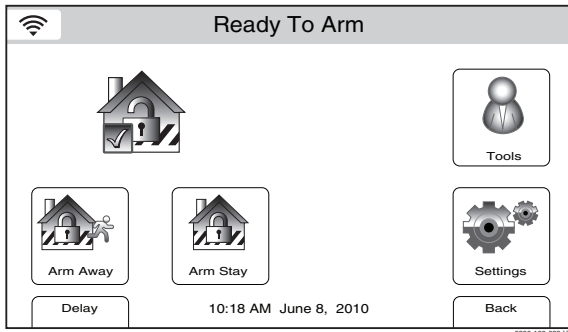 Ready To Arm
Tools
Arm Away
Arm Stay
Settings
Delay
10:18 AM June 8, 2010
Back